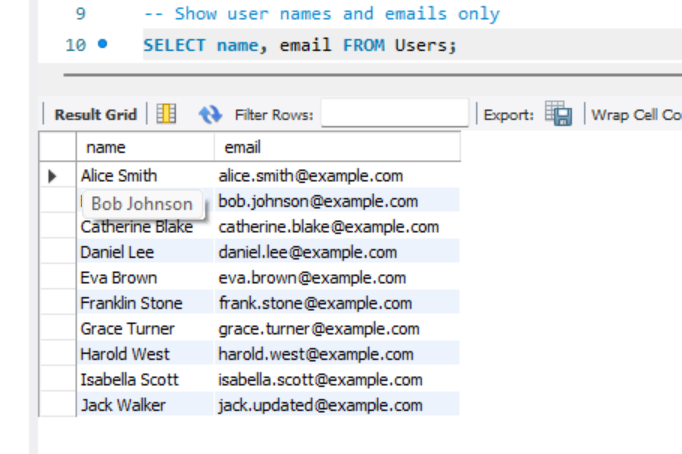 9 -- Show user names and emails only
10 SELECT name, email FROM Users;
Result Grid Filter Rows: Export: Wrap Cell Co
name email
Alice Smith alice.smith@example.com
Bob Johnson bob.johnson@example.com
Catherine Blake catherine.blake@example.com
Daniel Lee daniel.lee@example.com
Eva Brown eva.brown@example.com
Franklin Stone frank.stone@example.com
Grace Turner grace.turner@example.com
Harold West harold.west@example.com
Isabella Scott isabella.scott@example.com
Jack Walker jack.updated@example.com